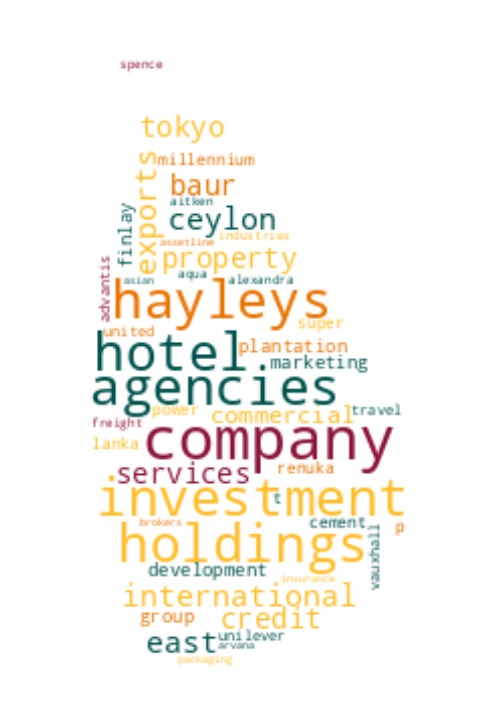 spence
tokyo
exports
millennium
baur
aitken
finlay
ceylon
industries
assetline
property
advantis
asian
aqua
alexandra
hayleys
super
united
hotel.
plantation
marketing
agencies
power
commercial
travel
freight
company
lanka
services
renuka
investment
t
brokers
cement
p
holdings
vauxhall
development
insurance
international
group
credit
east
unilever
arvana
packaging